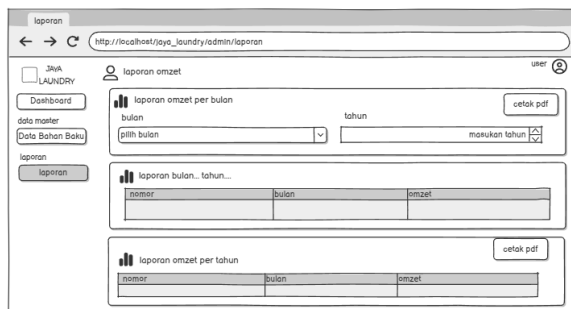 laporan
http://localhost/jaya_laundry/admin/laporan
JAYA
LAUNDRY
Dashboard
data master
Data Bahan Baku
laporan
laporan
laporan omzet
user
laporan omzet per bulan
cetak pdf
bulan
tahun
pilih bulan
masukan tahun
laporan bulan... tahun....
nomor bulan omzet
laporan omzet per tahun
cetak pdf
nomor bulan omzet